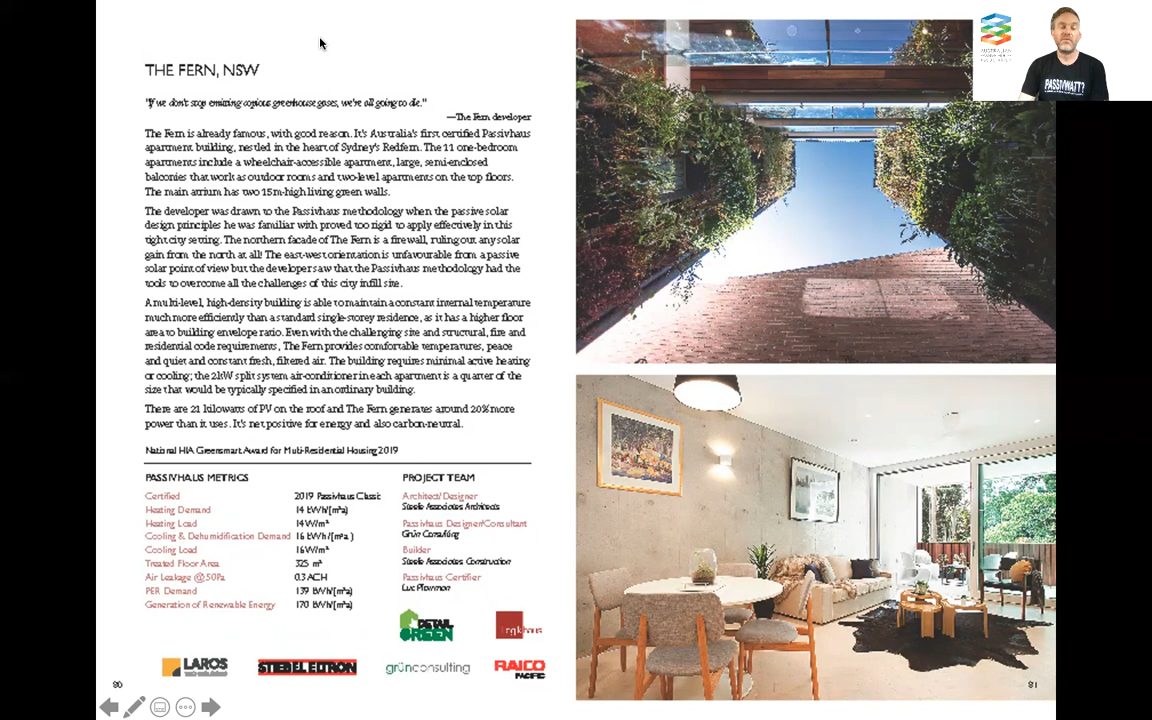 THE FERN, NSW
"If we don't stop emitting copious greenhouse gases, we're all going to die."
—The Fern developer
The Fern is already famous, with good reason. It's Australia's first certified Passivhaus
apartment building, nestled in the heart of Sydney's Redfern. The 11 one-bedroom
apartments include a wheelchair-accessible apartment, large, semi-enclosed
balconies that work as outdoor rooms and two-level apartments on the top floors.
The main atrium has two 15m-high living green walls.
The developer was drawn to the Passivhaus methodology when the passive solar
design principles he was familiar with proved too rigid to apply effectively in this
tight city setting. The northern facade of The Fern is a firewall, ruling out any solar
gain from the north at all! The east-west orientation is unfavourable from a passive
solar point of view but the developer saw that the Passivhaus methodology had the
tools to overcome all the challenges of this city infill site.
A multi-level, high-density building is able to maintain a constant internal temperature
much more efficiently than a standard single-storey residence, as it has a higher floor
area to building envelope ratio. Even with the challenging site and structural, fire and
residential code requirements, The Fern provides comfortable temperatures, peace
and quiet and constant fresh, filtered air. The building requires minimal active heating
or cooling; the 2kW split system air-conditioner in each apartment is a quarter of the
size that would be typically specified in an ordinary building.
There are 21 kilowatts of PV on the roof and The Fern generates around 20% more
power than it uses. It's net positive for energy and also carbon-neutral.
National HIA Greensmart Award for Multi-Residential Housing 2019
PASSIVHAUS METRICS
Certified 2019 Passivhaus Classic
Heating Demand 14 kWh/(m²a)
Heating Load 14W/m²
Cooling & Dehumidification Demand 16 kWh/(m²a )
Cooling Load 16W/m²
Treated Floor Area 325 m²
Air Leakage @50Pa 0.3 ACH
PER Demand 139 kWh/(m²a)
Generation of Renewable Energy 170 kWh/(m²a)
PROJECT TEAM
Architect/Designer
Steele Associates Architects
Passivhaus Designer/Consultant
Grün Consulting
Builder
Steele Associates Construction
Passivhaus Certifier
Luc Plowman
DETAIL
GREEN
LAROS
STIEBEL ELTRON
grünconsulting
RAICO
PACIFIC
90
91
PASSIVWATT?